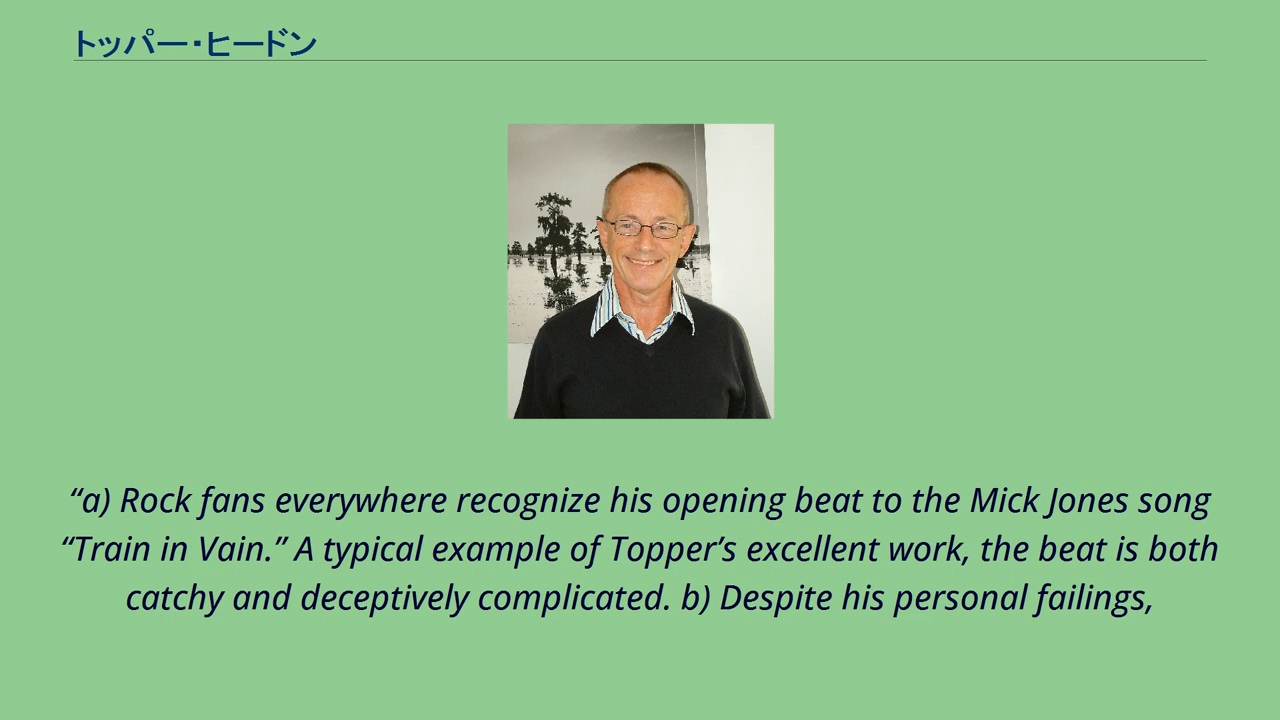 トッパー・ヒードン
“a) Rock fans everywhere recognize his opening beat to the Mick Jones song
“Train in Vain.” A typical example of Topper’s excellent work, the beat is both
catchy and deceptively complicated. b) Despite his personal failings,